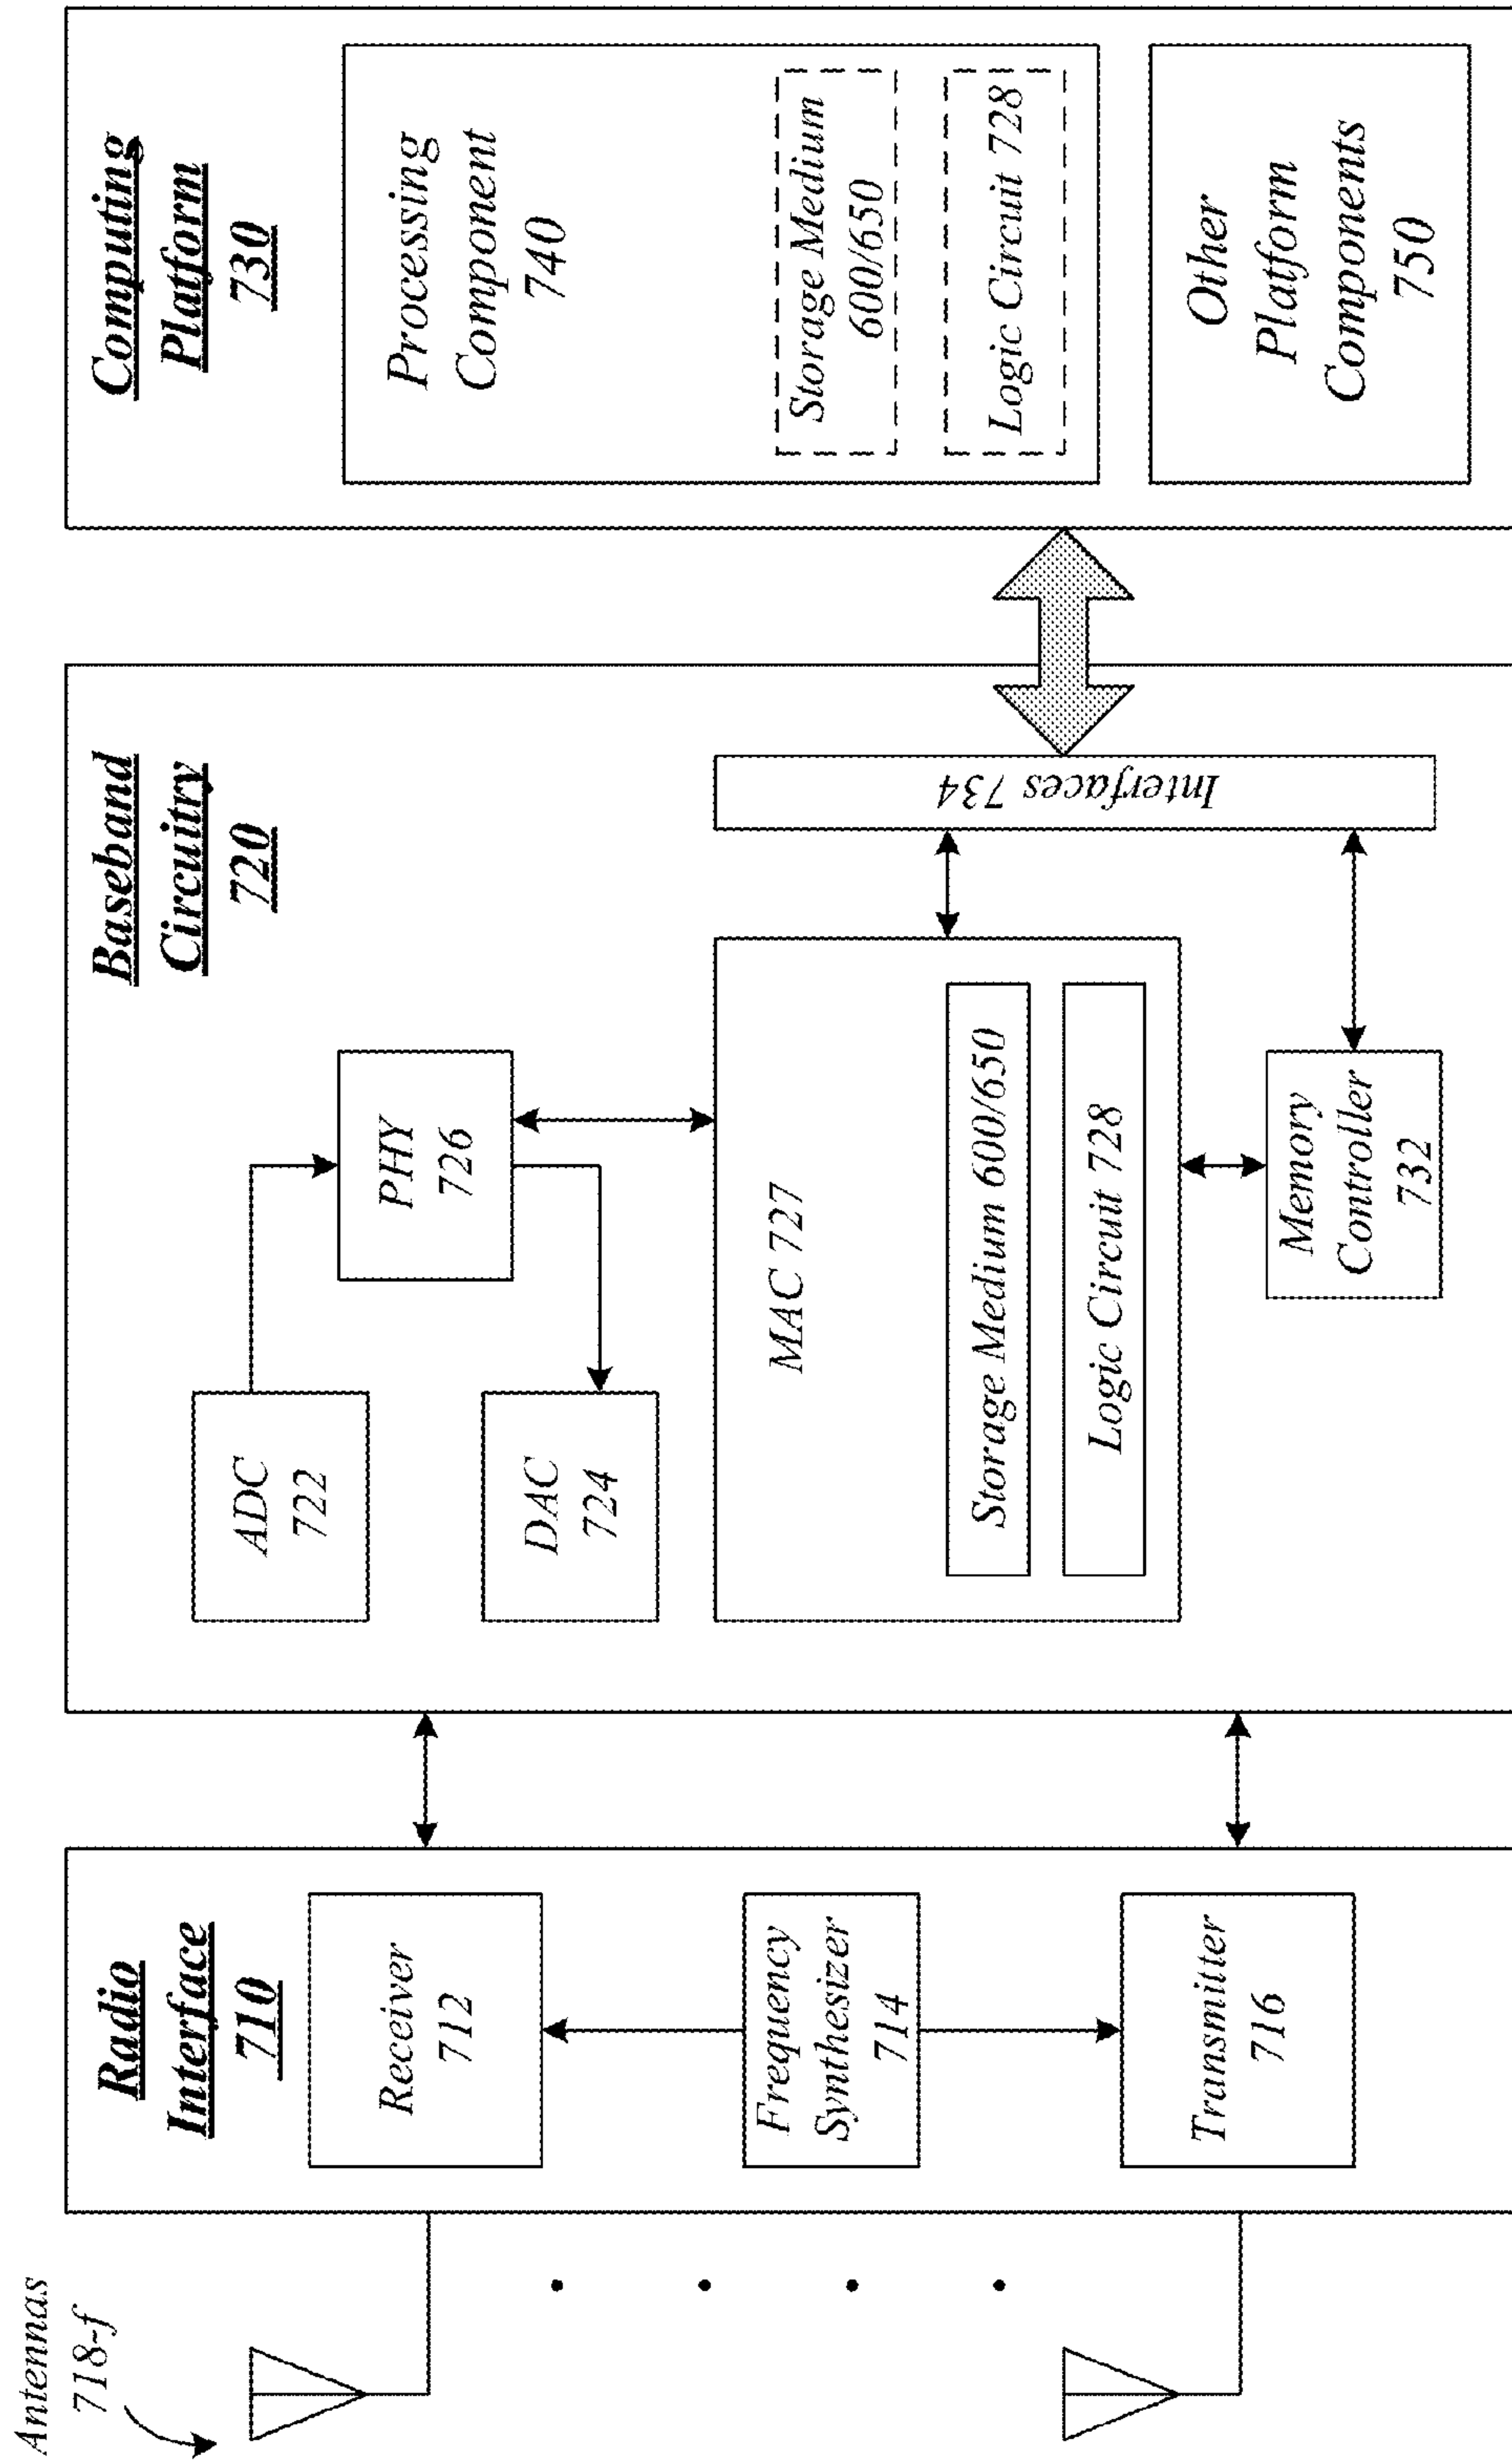 Antennas
718-f
Radio
Interface
710
Receiver
712
Frequency
Synthesizer
714
Transmitter
716
Baseband
Circuitry
720
ADC
722
DAC
724
PHY
726
MAC 727
Storage Medium 600/650
Logic Circuit 728
Memory
Controller
732
Interfaces 734
Computing
Platform
730
Processing
Component
740
Storage Medium
600/650
Logic Circuit 728
Other
Platform
Components
750